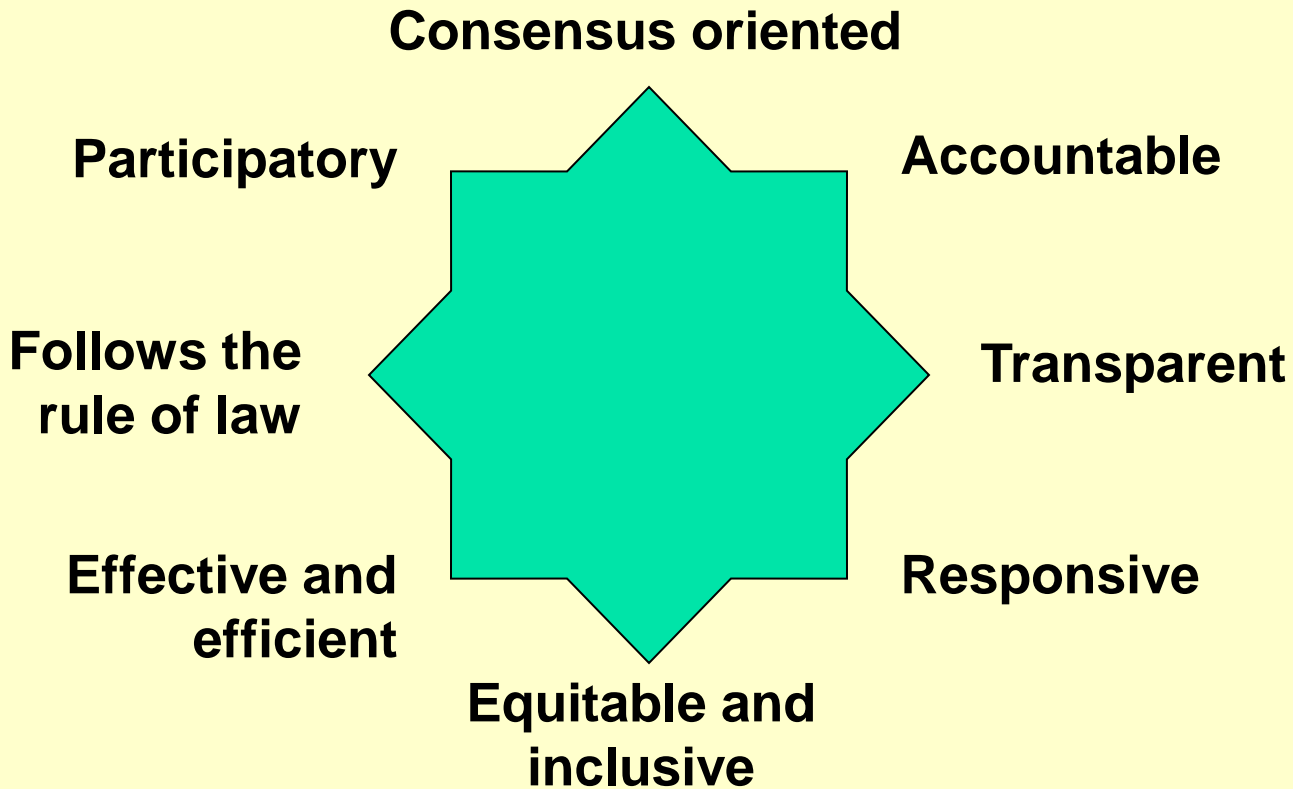 Consensus oriented
Participatory
Accountable
Follows the
rule of law
Transparent
Effective and
efficient
Responsive
Equitable and
inclusive